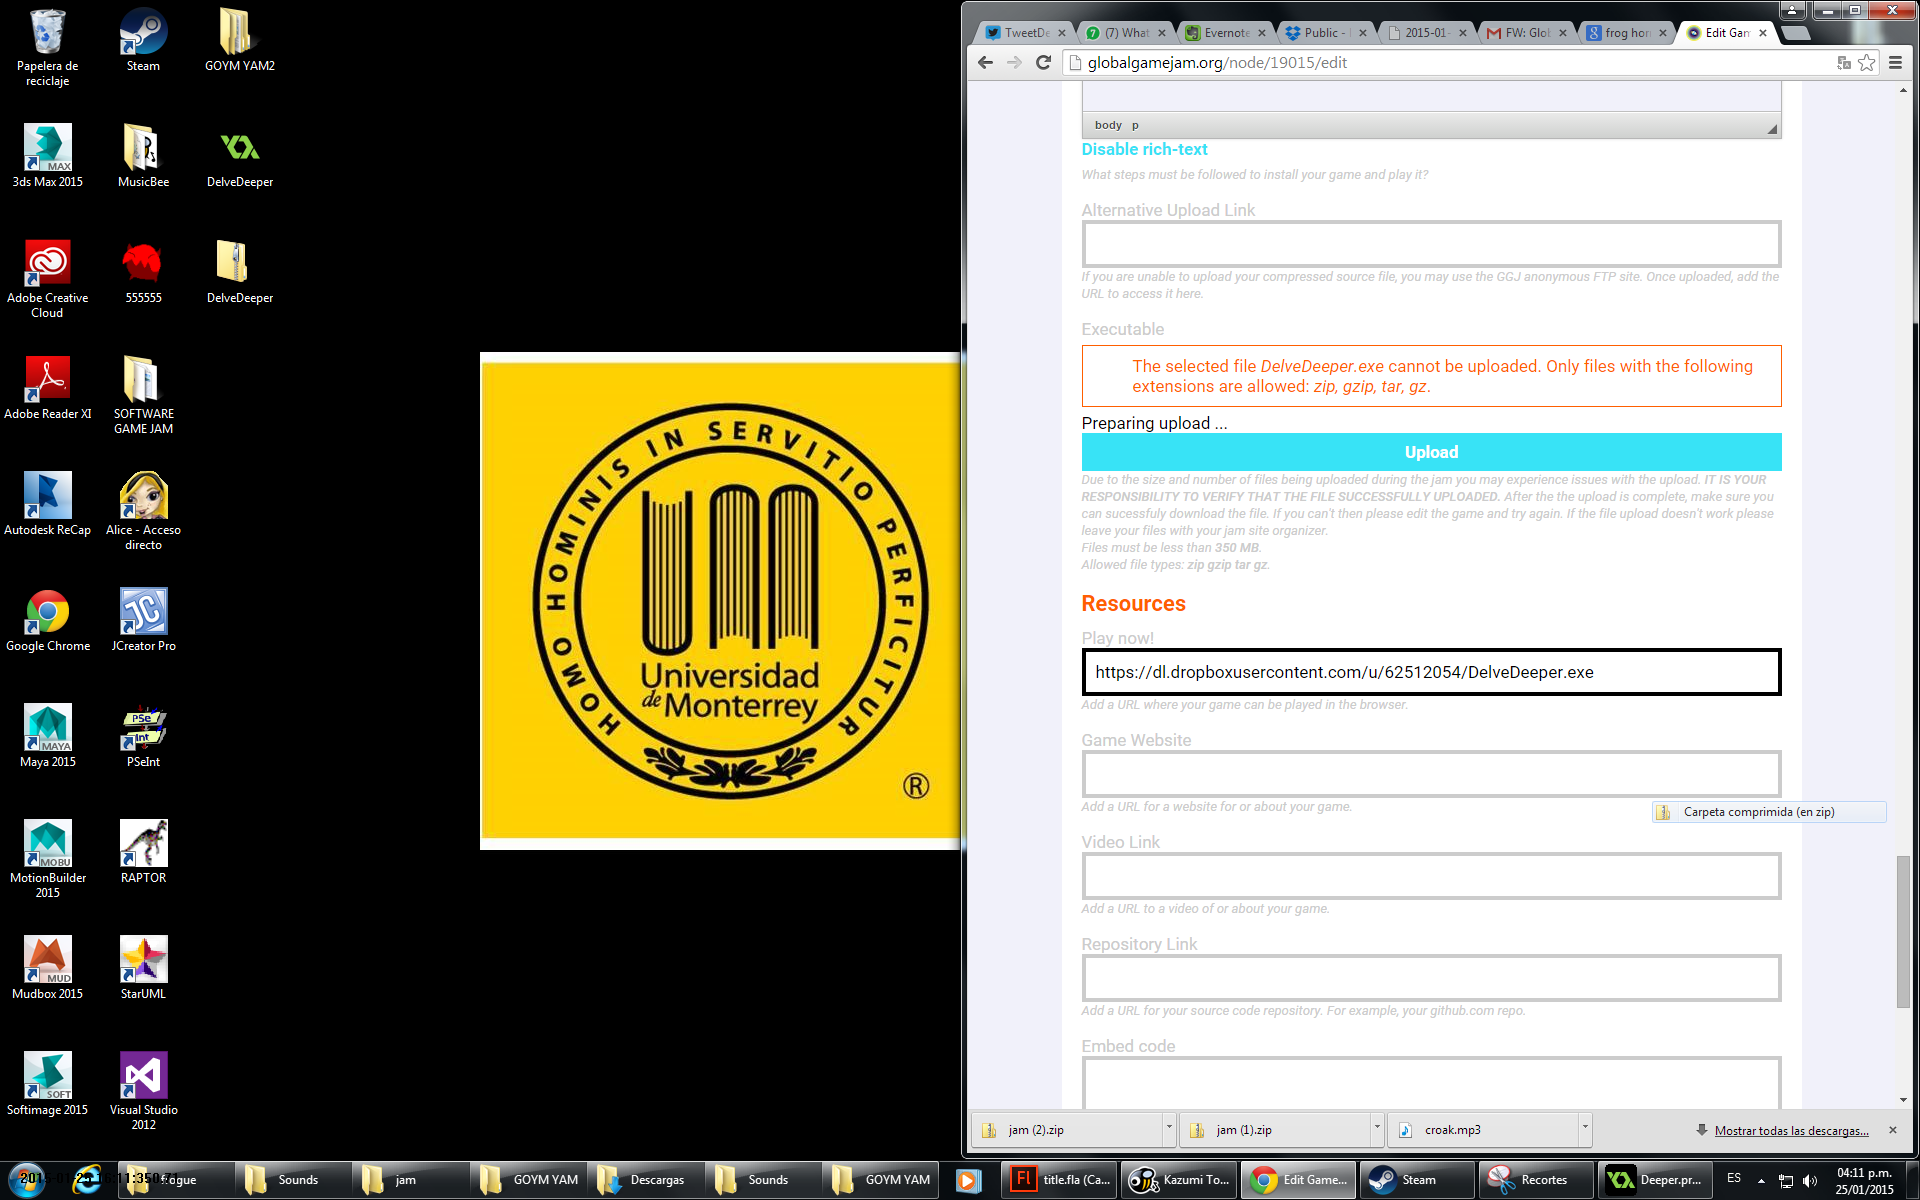 Papelera de
reciclaje
Steam
GOYM YAM2
3ds Max 2015
MusicBee
DelveDeeper
Adobe Creative
Cloud
555555
DelveDeeper
Adobe Reader XI
SOFTWARE
GAME JAM
Autodesk ReCap
Alice - Acceso
directo
Google Chrome
JCreator Pro
Maya 2015
PSeInt
MotionBuilder
2015
RAPTOR
Mudbox 2015
StarUML
Softimage 2015
Visual Studio
2012
MAX
MAYA
MOBU
MUD
SOFT
PSe
Int
HOMO HOMINIS IN SERVITIO PERFICITUR
Universidad
de Monterrey
®
TweetDe
(7) What
Evernote
Public -
2015-01-
FW: Glob
frog hon
Edit Gam
globalgamejam.org/node/19015/edit
body p
Disable rich-text
What steps must be followed to install your game and play it?
Alternative Upload Link
If you are unable to upload your compressed source file, you may use the GGJ anonymous FTP site. Once uploaded, add the
URL to access it here.
Executable
The selected file DelveDeeper.exe cannot be uploaded. Only files with the following
extensions are allowed: zip, gzip, tar, gz.
Preparing upload ...
Upload
Due to the size and number of files being uploaded during the jam you may experience issues with the upload. IT IS YOUR
RESPONSIBILITY TO VERIFY THAT THE FILE SUCCESSFULLY UPLOADED. After the the upload is complete, make sure you
can sucessfuly download the file. If you can't then please edit the game and try again. If the file upload doesn't work please
leave your files with your jam site organizer.
Files must be less than 350 MB.
Allowed file types: zip gzip tar gz.
Resources
Play now!
https://dl.dropboxusercontent.com/u/62512054/DelveDeeper.exe
Add a URL where your game can be played in the browser.
Game Website
Add a URL for a website for or about your game.
Carpeta comprimida (en zip)
Video Link
Add a URL to a video of or about your game.
Repository Link
Add a URL for your source code repository. For example, your github.com repo.
Embed code
jam (2).zip
jam (1).zip
croak.mp3
Mostrar todas las descargas...
Sounds
jam
GOYM YAM
Descargas
Sounds
GOYM YAM
title.fla (Ca...
Kazumi To...
Edit Game...
Steam
Recortes
Deeper.pr...
ES
04:11 p.m.
25/01/2015